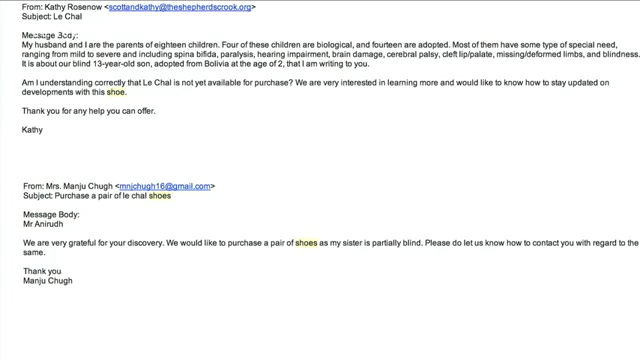 From: Kathy Rosenow <scottandkathy@theshepherdscrook.org>
Subject: Le Chal
Message Body:
My husband and I are the parents of eighteen children. Four of these children are biological, and fourteen are adopted. Most of them have some type of special need,
ranging from mild to severe and including spina bifida, paralysis, hearing impairment, brain damage, cerebral palsy, cleft lip/palate, missing/deformed limbs, and blindness.
It is about our blind 13-year-old son, adopted from Bolivia at the age of 2, that I am writing to you.
Am I understanding correctly that Le Chal is not yet available for purchase? We are very interested in learning more and would like to know how to stay updated on
developments with this shoe.
Thank you for any help you can offer.
Kathy
From: Mrs. Manju Chugh <mnjchugh16@gmail.com>
Subject: Purchase a pair of le chal shoes
Message Body:
Mr Anirudh
We are very grateful for your discovery. We would like to purchase a pair of shoes as my sister is partially blind. Please do let us know how to contact you with regard to the
same.
Thank you
Manju Chugh